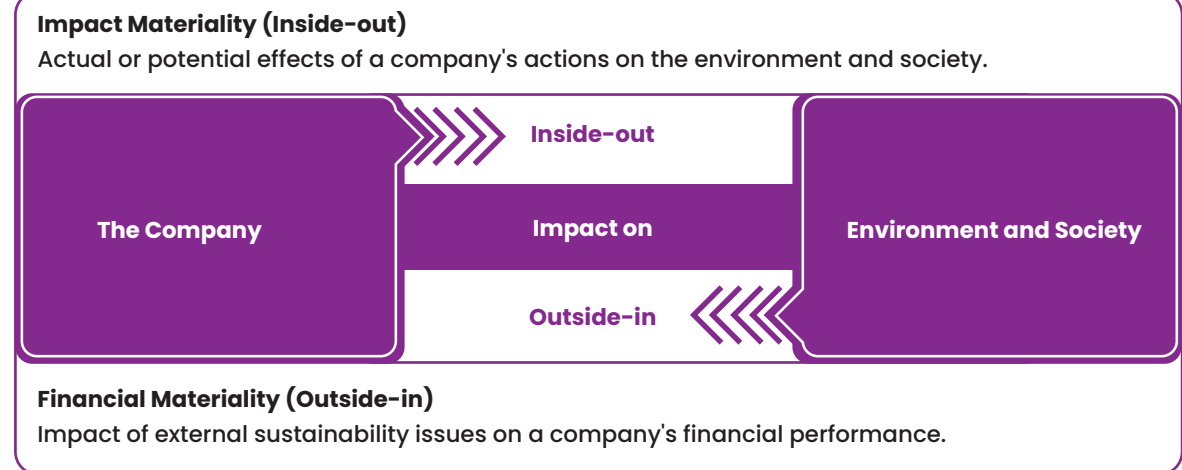 Impact Materiality (Inside-out)
Actual or potential effects of a company's actions on the environment and society.
Inside-out
The Company
Impact on
Environment and Society
Outside-in
Financial Materiality (Outside-in)
Impact of external sustainability issues on a company's financial performance.